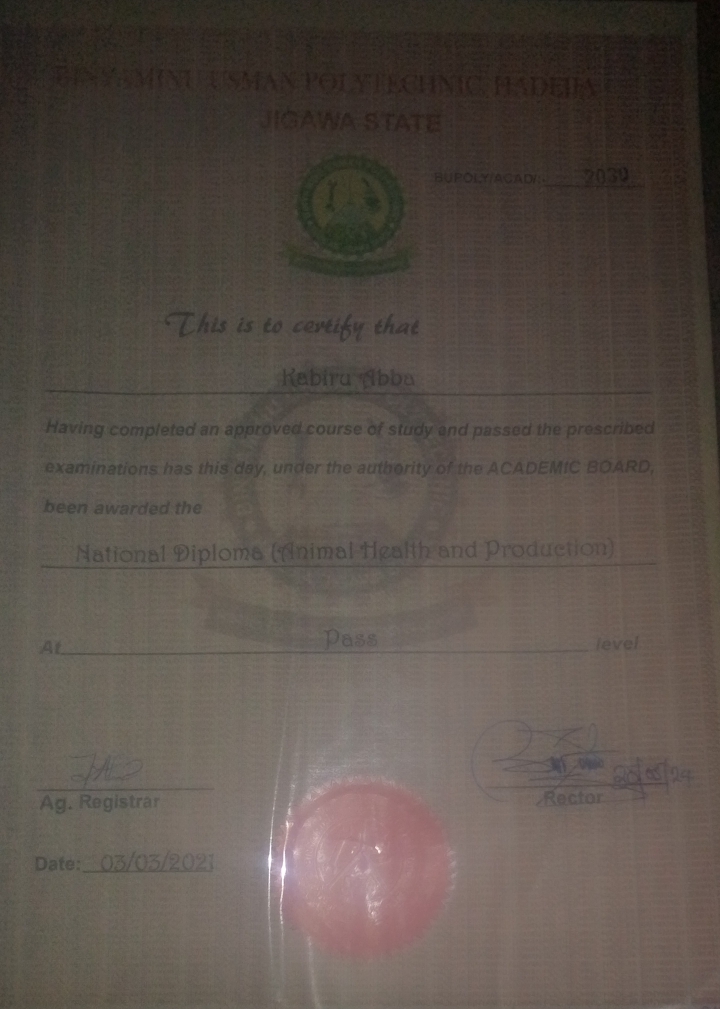 BINYAMINU USMAN POLYTECHNIC, HADEJIA
JIGAWA STATE
BUPOLY/ACAD/ 2039
This is to certify that
Kabiru Abba
Having completed an approved course of study and passed the prescribed
examinations has this day, under the authority of the ACADEMIC BOARD,
been awarded the
National Diploma (Animal Health and Production)
At Pass level
Ag. Registrar
Rector
Date: 03/03/2021